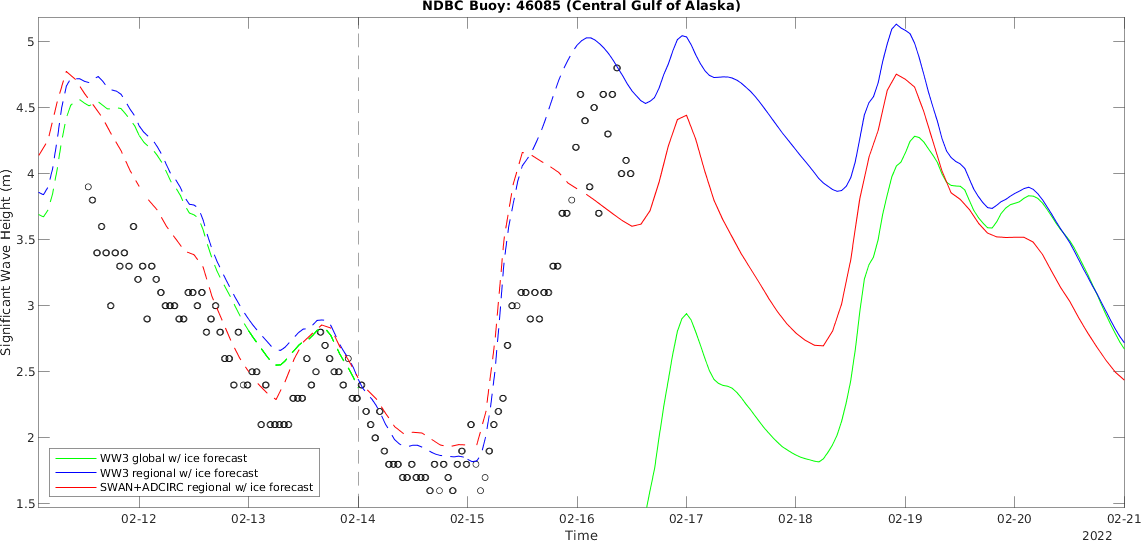 NDBC Buoy: 46085 (Central Gulf of Alaska)
Significant Wave Height (m)
5
4.5
4
3.5
3
2.5
2
1.5
WW3 global w/ ice forecast
WW3 regional w/ ice forecast
SWAN+ADCIRC regional w/ ice forecast
02-12 02-13 02-14 02-15 02-16 02-17 02-18 02-19 02-20 02-21
Time
2022